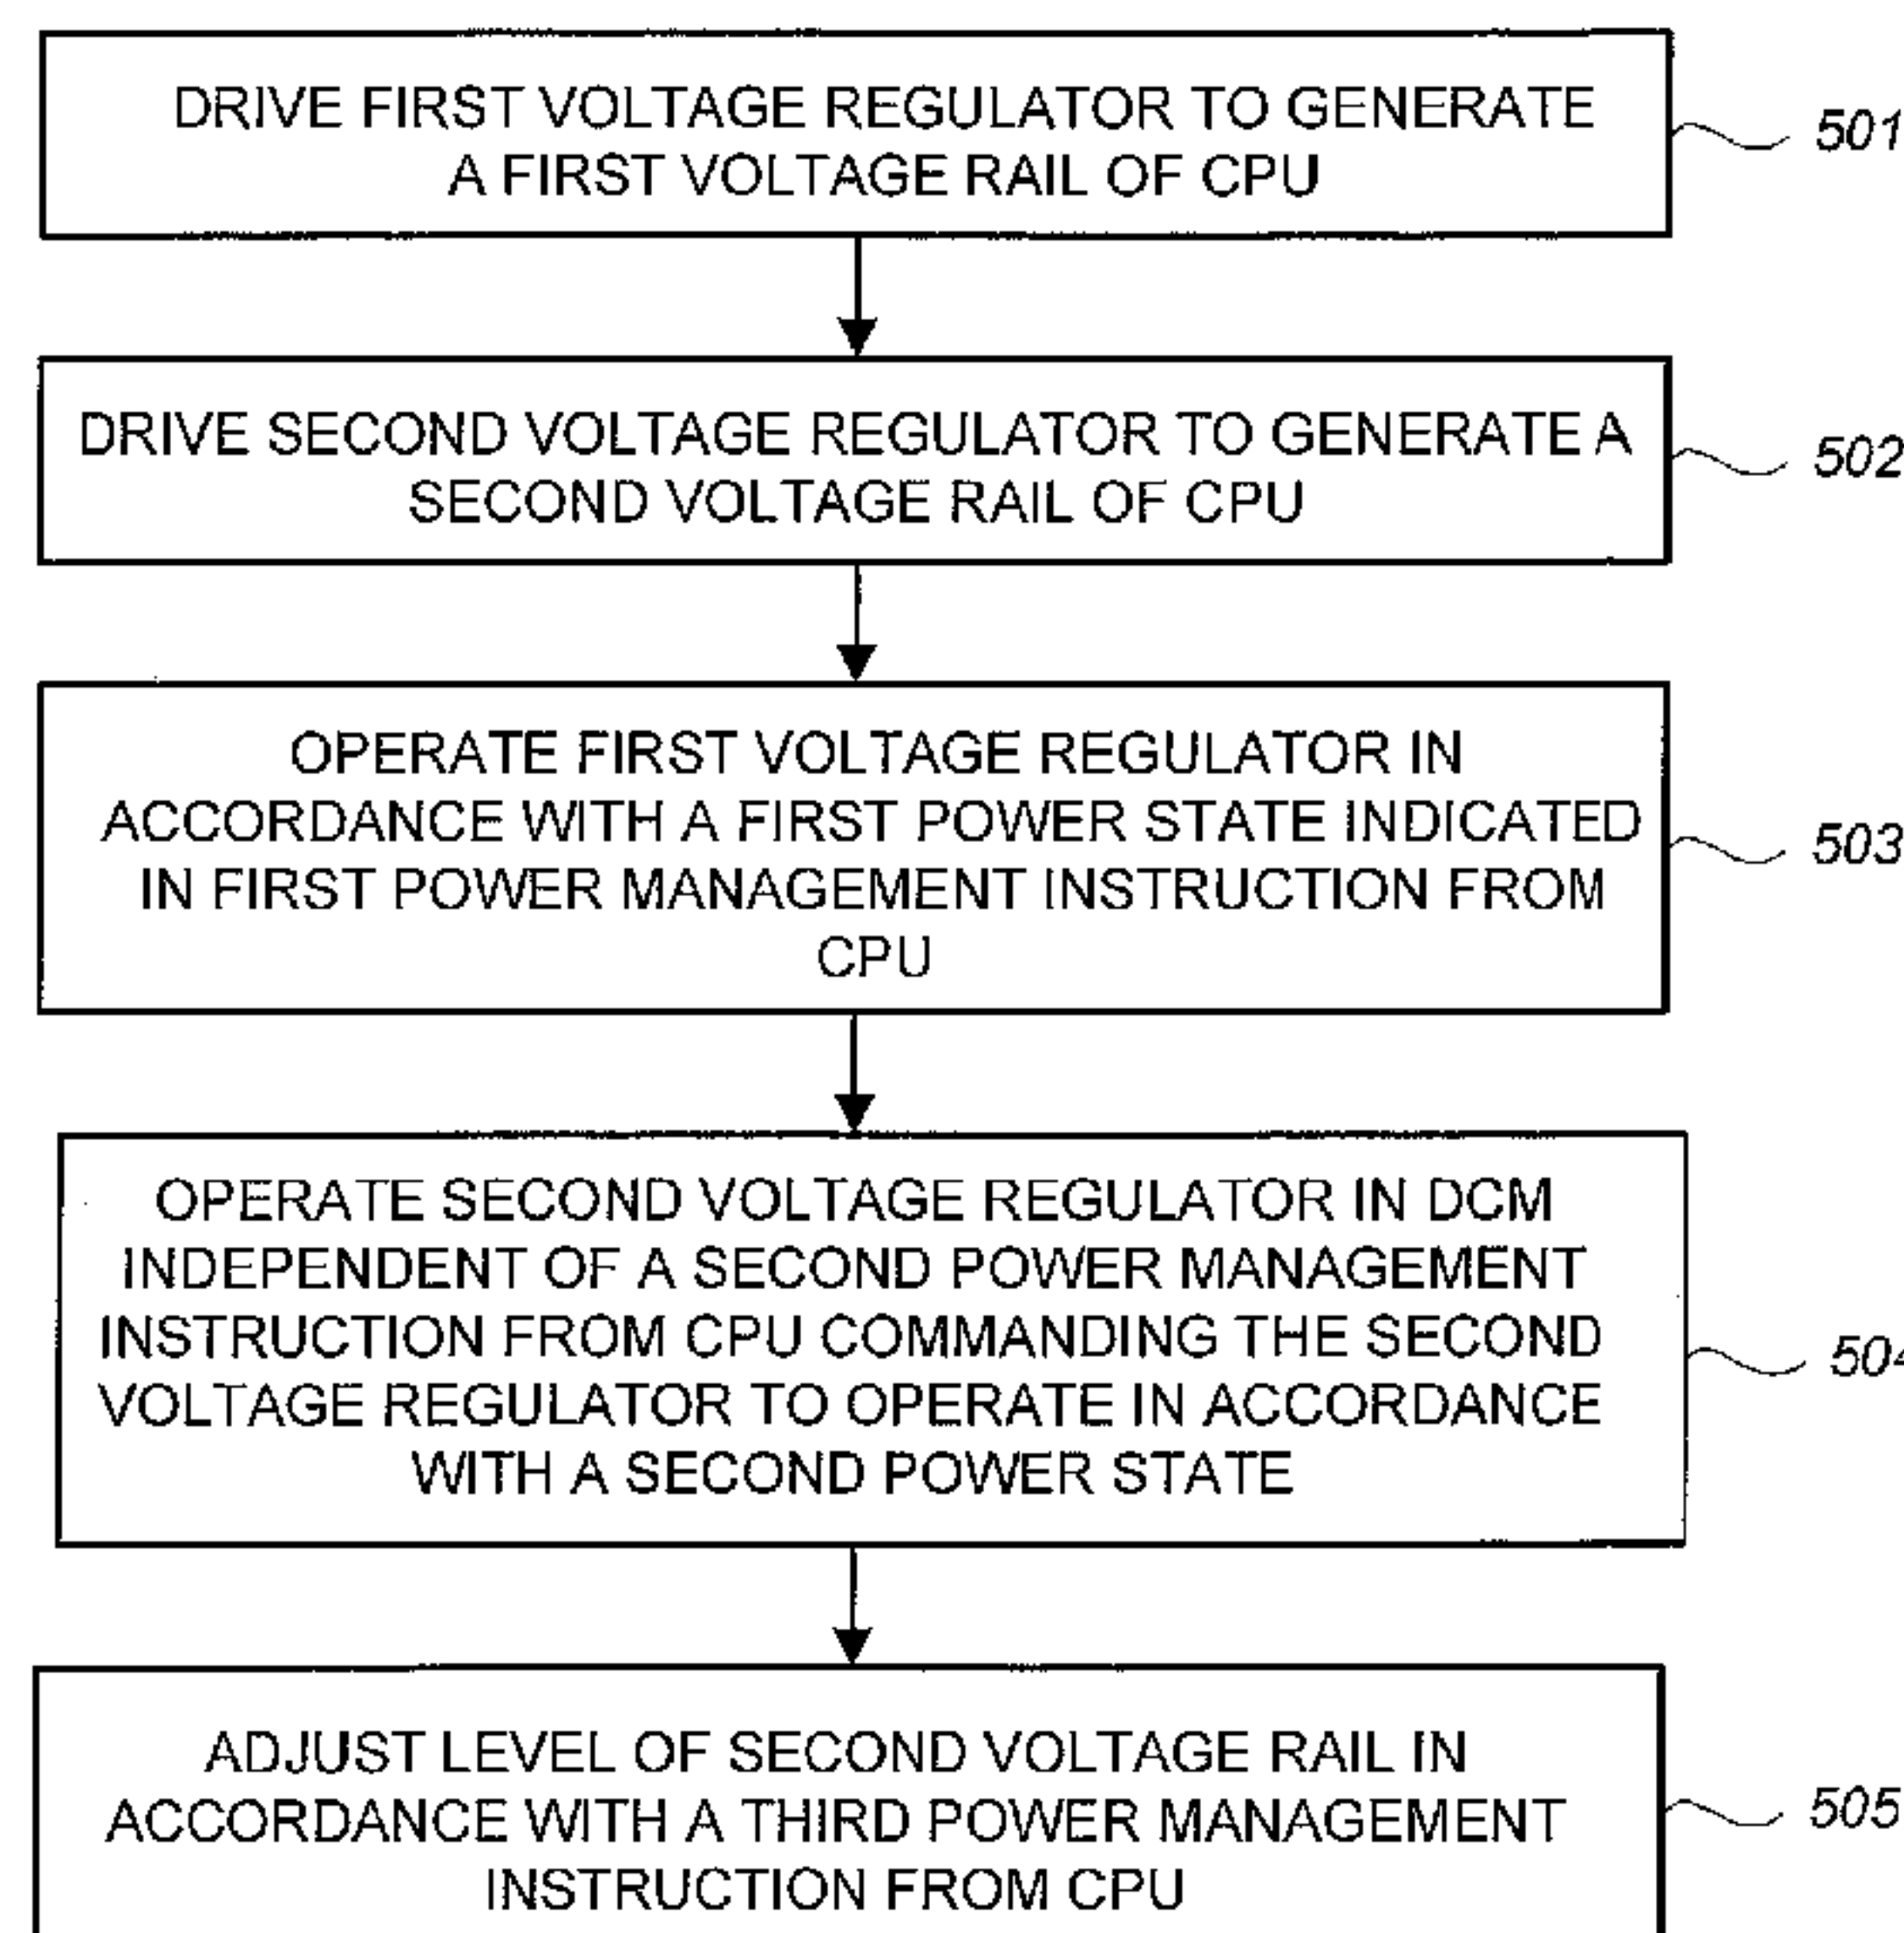 DRIVE FIRST VOLTAGE REGULATOR TO GENERATE
A FIRST VOLTAGE RAIL OF CPU
501
DRIVE SECOND VOLTAGE REGULATOR TO GENERATE A
SECOND VOLTAGE RAIL OF CPU
502
OPERATE FIRST VOLTAGE REGULATOR IN
ACCORDANCE WITH A FIRST POWER STATE INDICATED
IN FIRST POWER MANAGEMENT INSTRUCTION FROM
CPU
503
OPERATE SECOND VOLTAGE REGULATOR IN DCM
INDEPENDENT OF A SECOND POWER MANAGEMENT
INSTRUCTION FROM CPU COMMANDING THE SECOND
VOLTAGE REGULATOR TO OPERATE IN ACCORDANCE
WITH A SECOND POWER STATE
504
ADJUST LEVEL OF SECOND VOLTAGE RAIL IN
ACCORDANCE WITH A THIRD POWER MANAGEMENT
INSTRUCTION FROM CPU
505